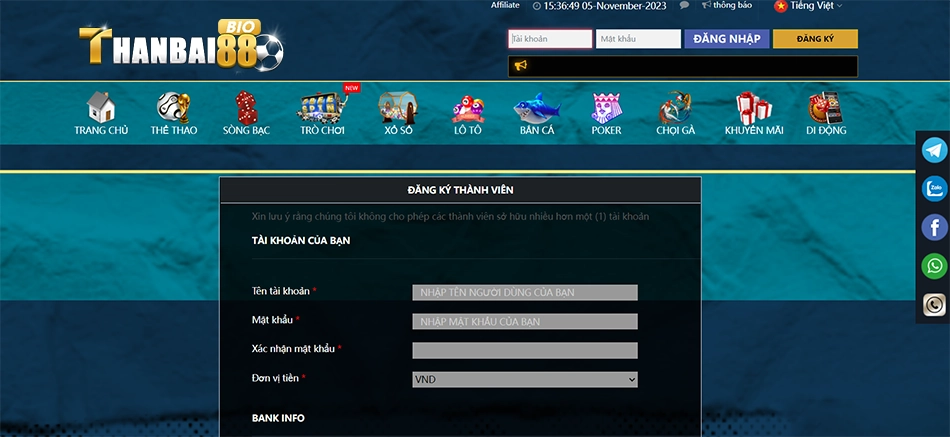 Affiliate 15:36:49 05-November-2023 thông báo Tiếng Việt
THANBAI88 BIO
Tài khoản Mật khẩu ĐĂNG NHẬP ĐĂNG KÝ
NEW
TRANG CHỦ THỂ THAO SÒNG BẠC TRÒ CHƠI XỔ SỐ LÔ TÔ BẮN CÁ POKER CHỌI GÀ KHUYẾN MÃI DI ĐỘNG
Zalo
ĐĂNG KÝ THÀNH VIÊN
Xin lưu ý rằng chúng tôi không cho phép các thành viên sở hữu nhiều hơn một (1) tài khoản
TÀI KHOẢN CỦA BẠN
Tên tài khoản * NHẬP TÊN NGƯỜI DÙNG CỦA BẠN
Mật khẩu * NHẬP MẬT KHẨU CỦA BẠN
Xác nhận mật khẩu *
Đơn vị tiền * VND
BANK INFO